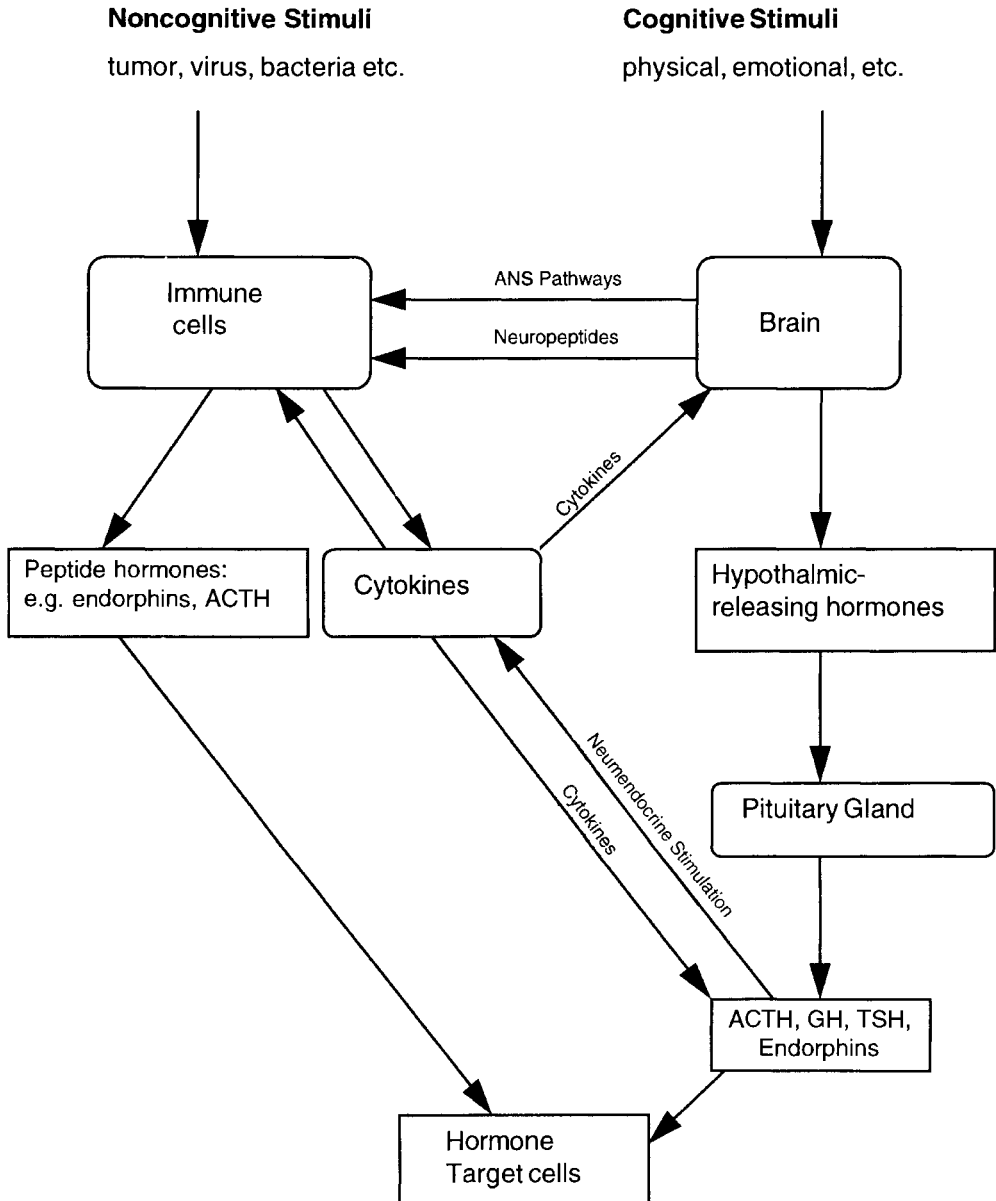 Noncognitive Stimuli
tumor, virus, bacteria etc.
Cognitive Stimuli
physical, emotional, etc.
Immune
cells
ANS Pathways
Neuropeptides
Brain
Cytokines
Peptide hormones:
e.g. endorphins, ACTH
Cytokines
Hypothalmic-
releasing hormones
Cytokines
Neumendocrine Stimulation
Pituitary Gland
ACTH, GH, TSH,
Endorphins
Hormone
Target cells